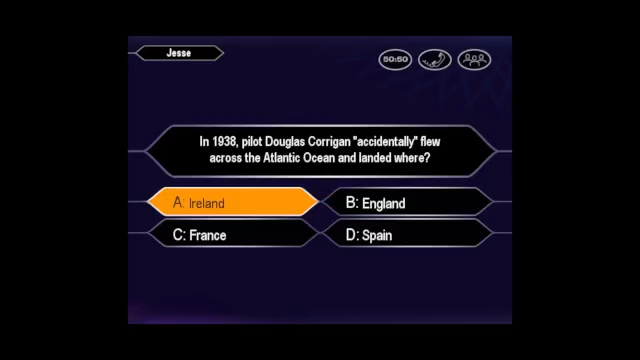 Jesse
50:50
In 1938, pilot Douglas Corrigan "accidentally" flew
across the Atlantic Ocean and landed where?
A: Ireland
B: England
C: France
D: Spain